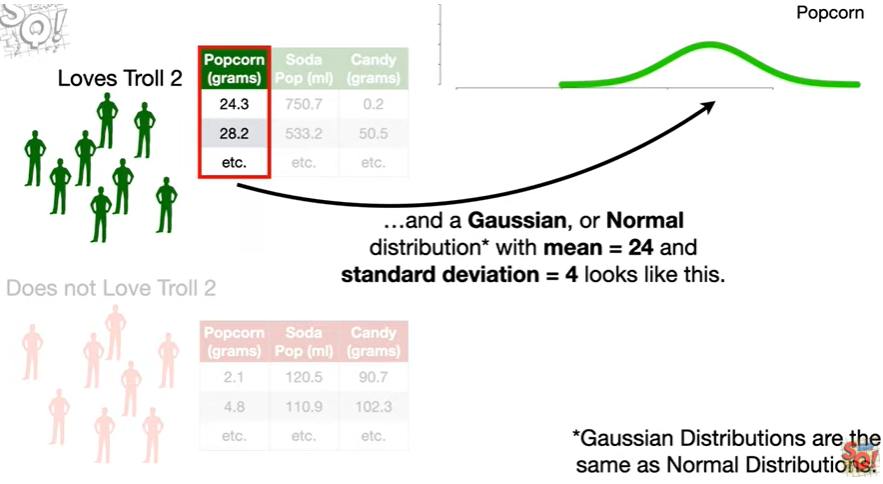 Popcorn
Loves Troll 2
Popcorn (grams) Soda Pop (ml) Candy (grams)
24.3 750.7 0.2
28.2 533.2 50.5
etc. etc. etc.
…and a Gaussian, or Normal
distribution* with mean = 24 and
standard deviation = 4 looks like this.
Does not Love Troll 2
Popcorn (grams) Soda Pop (ml) Candy (grams)
2.1 120.5 90.7
4.8 110.9 102.3
etc. etc. etc.
*Gaussian Distributions are the
same as Normal Distributions.